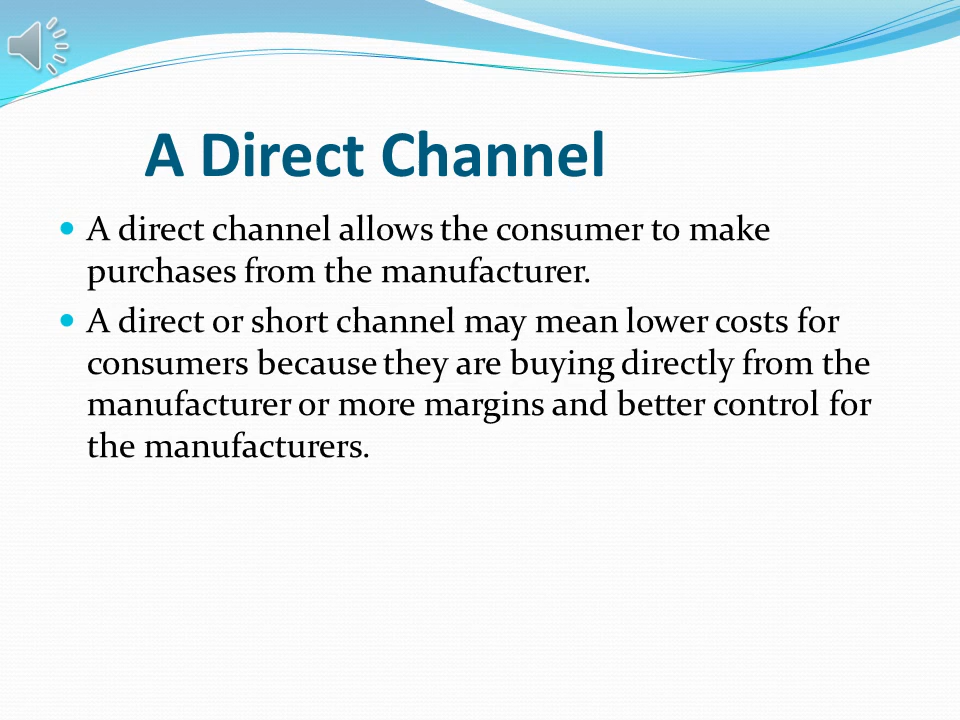 A Direct Channel
• A direct channel allows the consumer to make
purchases from the manufacturer.
• A direct or short channel may mean lower costs for
consumers because they are buying directly from the
manufacturer or more margins and better control for
the manufacturers.